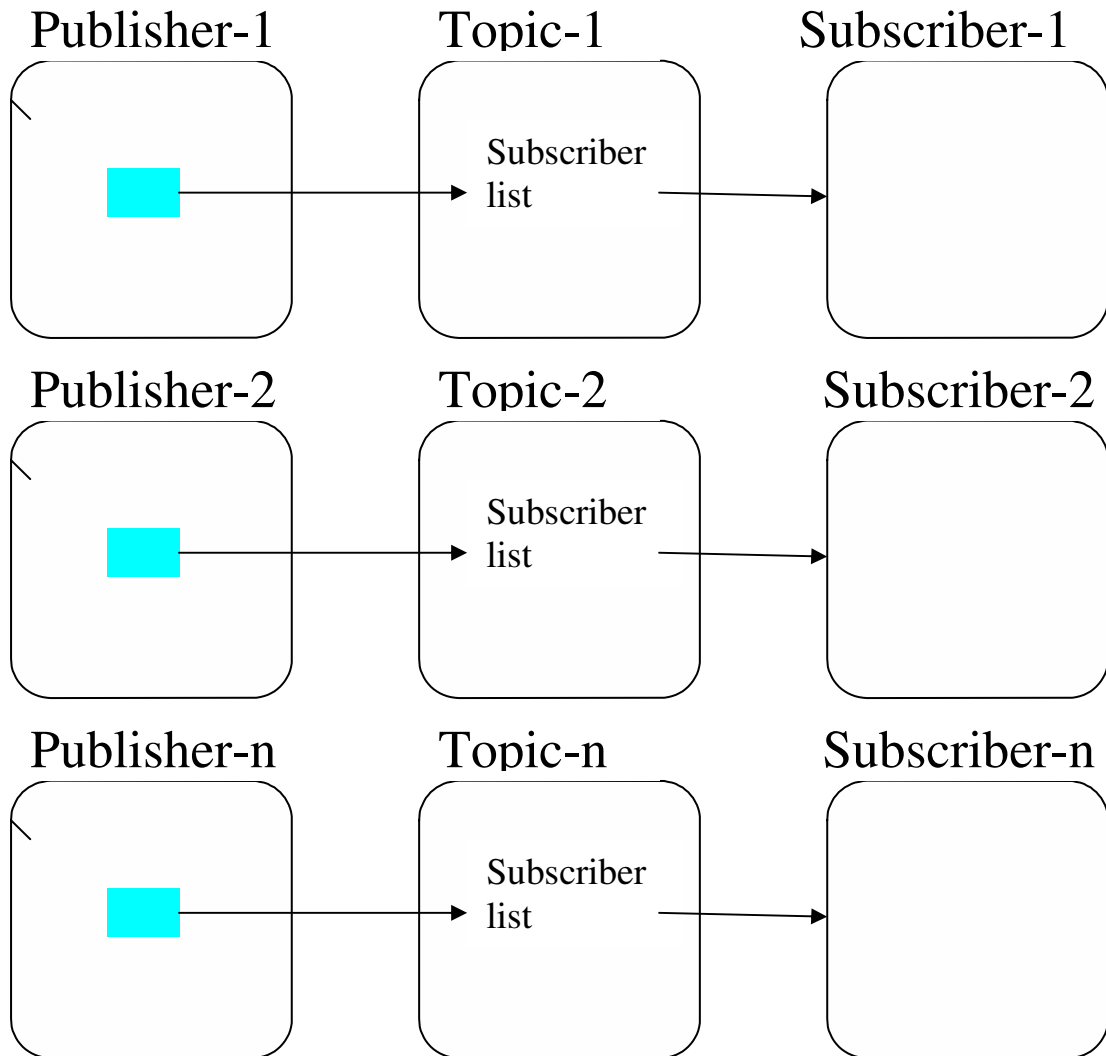 Publisher-1
Topic-1
Subscriber-1
Subscriber
list
Publisher-2
Topic-2
Subscriber-2
Subscriber
list
Publisher-n
Topic-n
Subscriber-n
Subscriber
list